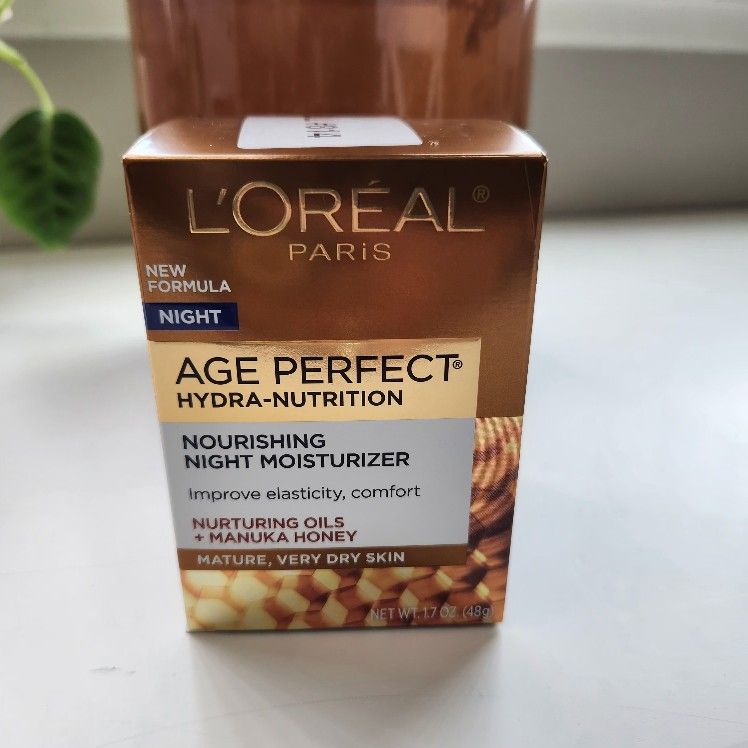 L'ORÉAL®
PARiS
NEW
FORMULA
NIGHT
AGE PERFECT®
HYDRA-NUTRITION
NOURISHING
NIGHT MOISTURIZER
Improve elasticity, comfort
NURTURING OILS
+ MANUKA HONEY
MATURE, VERY DRY SKIN
NET WT. 1.7 OZ. (48g)